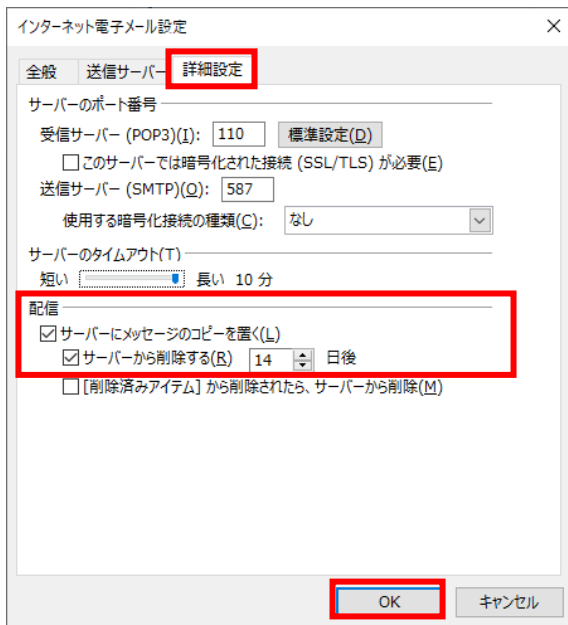 インターネット電子メール設定
全般 送信サーバー 詳細設定
サーバーのポート番号
受信サーバー (POP3)(I): 110 標準設定(D)
このサーバーでは暗号化された接続 (SSL/TLS) が必要(E)
送信サーバー (SMTP)(O): 587
使用する暗号化接続の種類(C): なし
サーバーのタイムアウト(T)
短い 長い 10 分
配信
サーバーにメッセージのコピーを置く(L)
サーバーから削除する(R) 14 日後
[削除済みアイテム] から削除されたら、サーバーから削除(M)
OK キャンセル